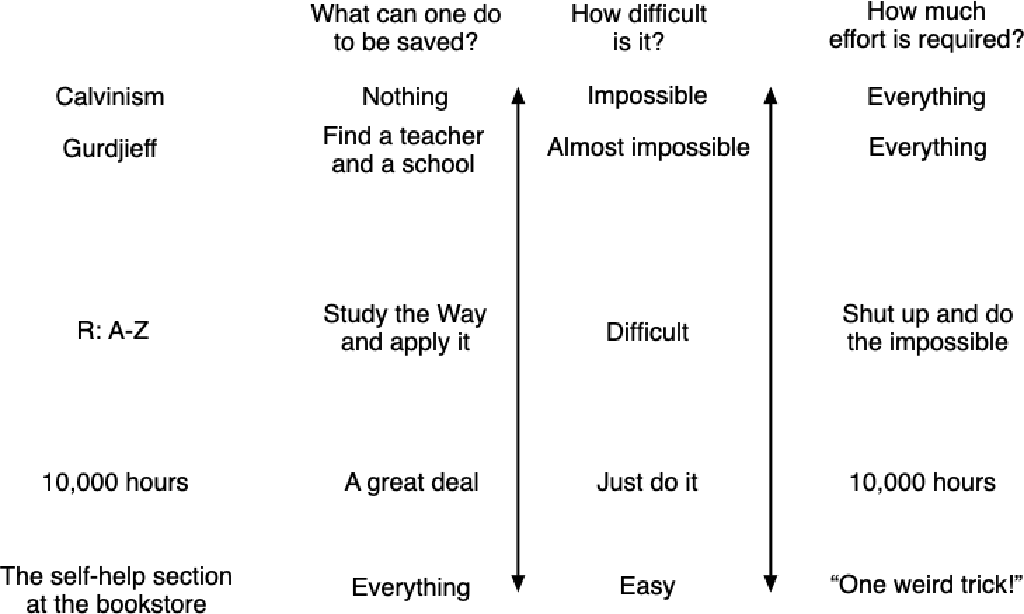 What can one do
to be saved?
How difficult
is it?
How much
effort is required?
Calvinism
Nothing
Impossible
Everything
Gurdjieff
Find a teacher
and a school
Almost impossible
Everything
R: A-Z
Study the Way
and apply it
Difficult
Shut up and do
the impossible
10,000 hours
A great deal
Just do it
10,000 hours
The self-help section
at the bookstore
Everything
Easy
“One weird trick!”